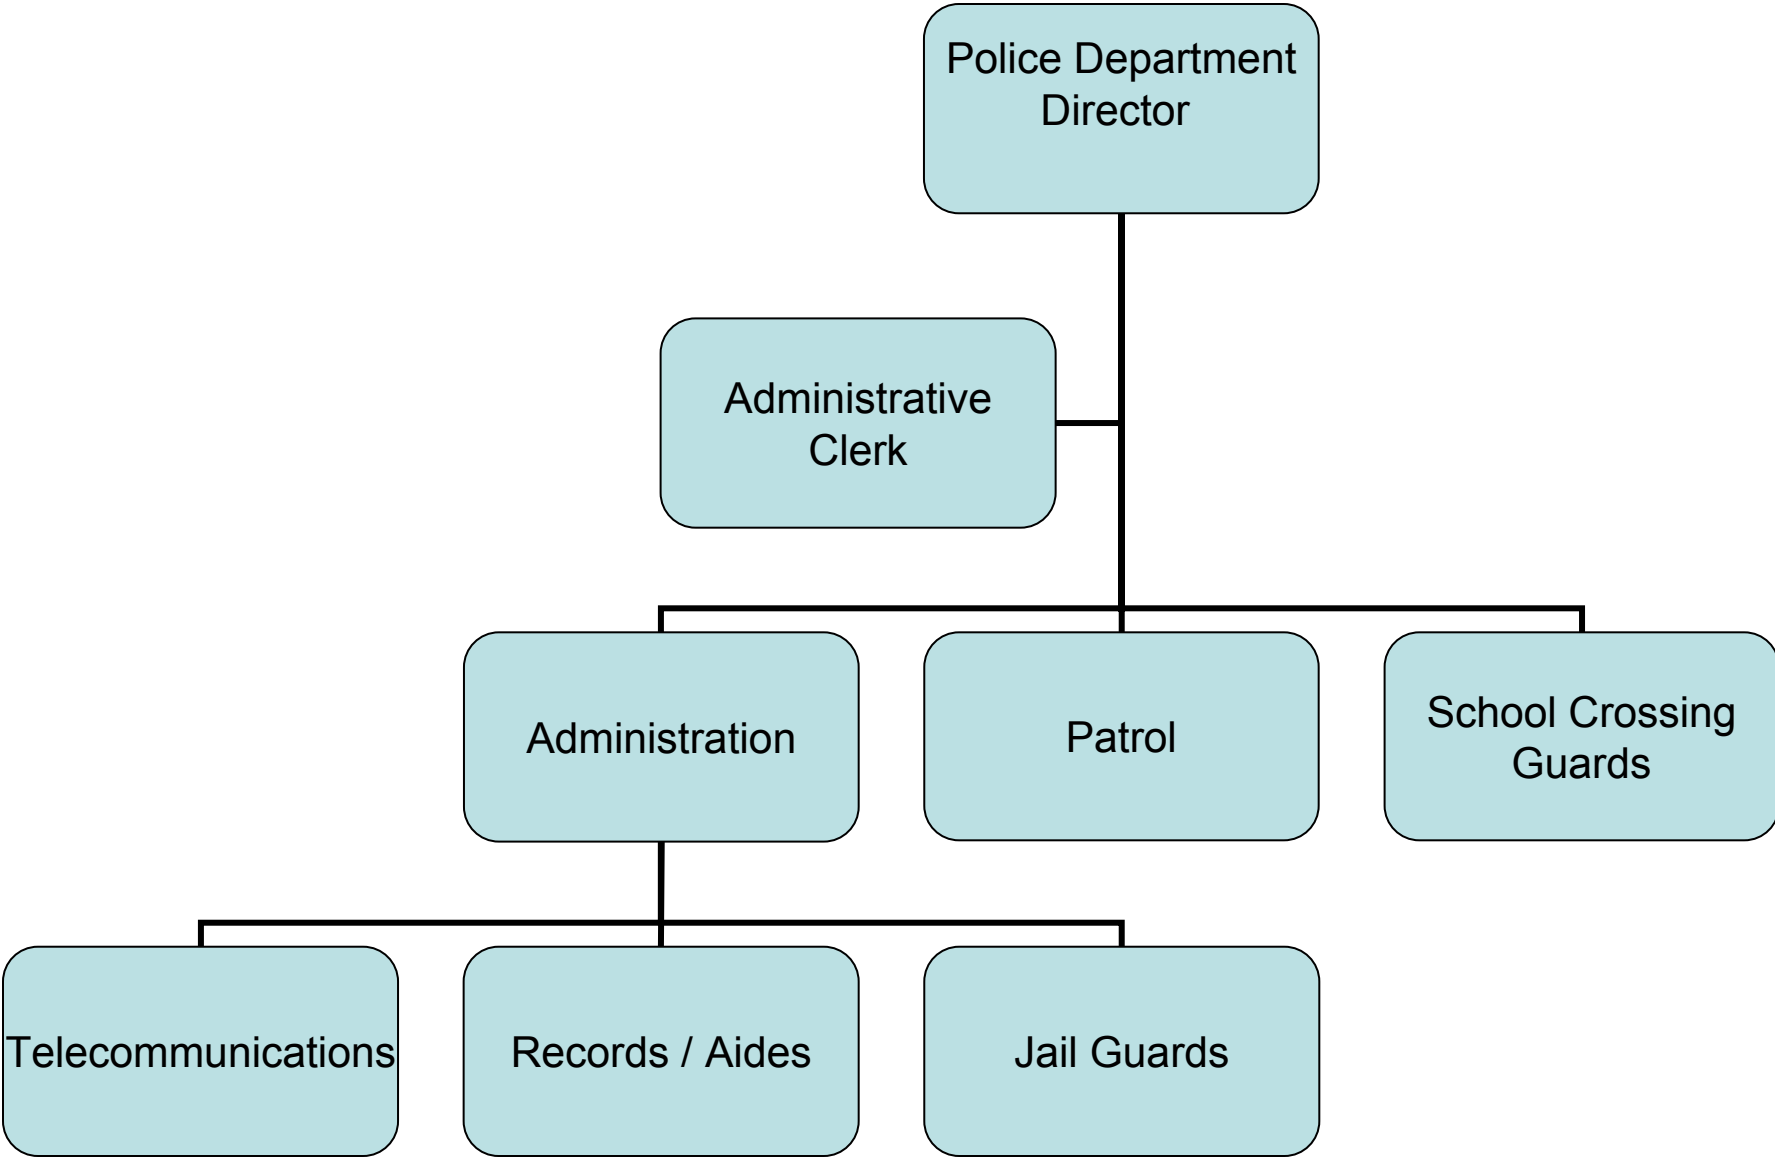 Police Department
Director
Administrative
Clerk
Administration
Patrol
School Crossing
Guards
Telecommunications
Records / Aides
Jail Guards